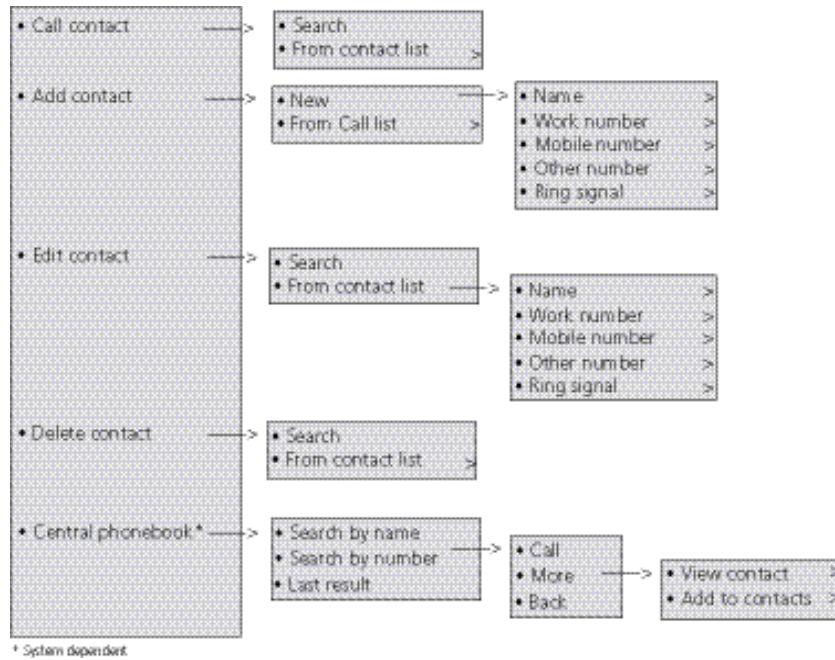 • Call contact
• Search
• From contact list >
• Add contact
• New
• From Call list >
• Name >
• Work number >
• Mobile number >
• Other number >
• Ring signal >
• Edit contact
• Search
• From contact list
• Name >
• Work number >
• Mobile number >
• Other number >
• Ring signal >
• Delete contact
• Search
• From contact list >
• Central phonebook *
• Search by name
• Search by number
• Last result
• Call
• More
• Back
• View contact >
• Add to contacts >
* System dependent